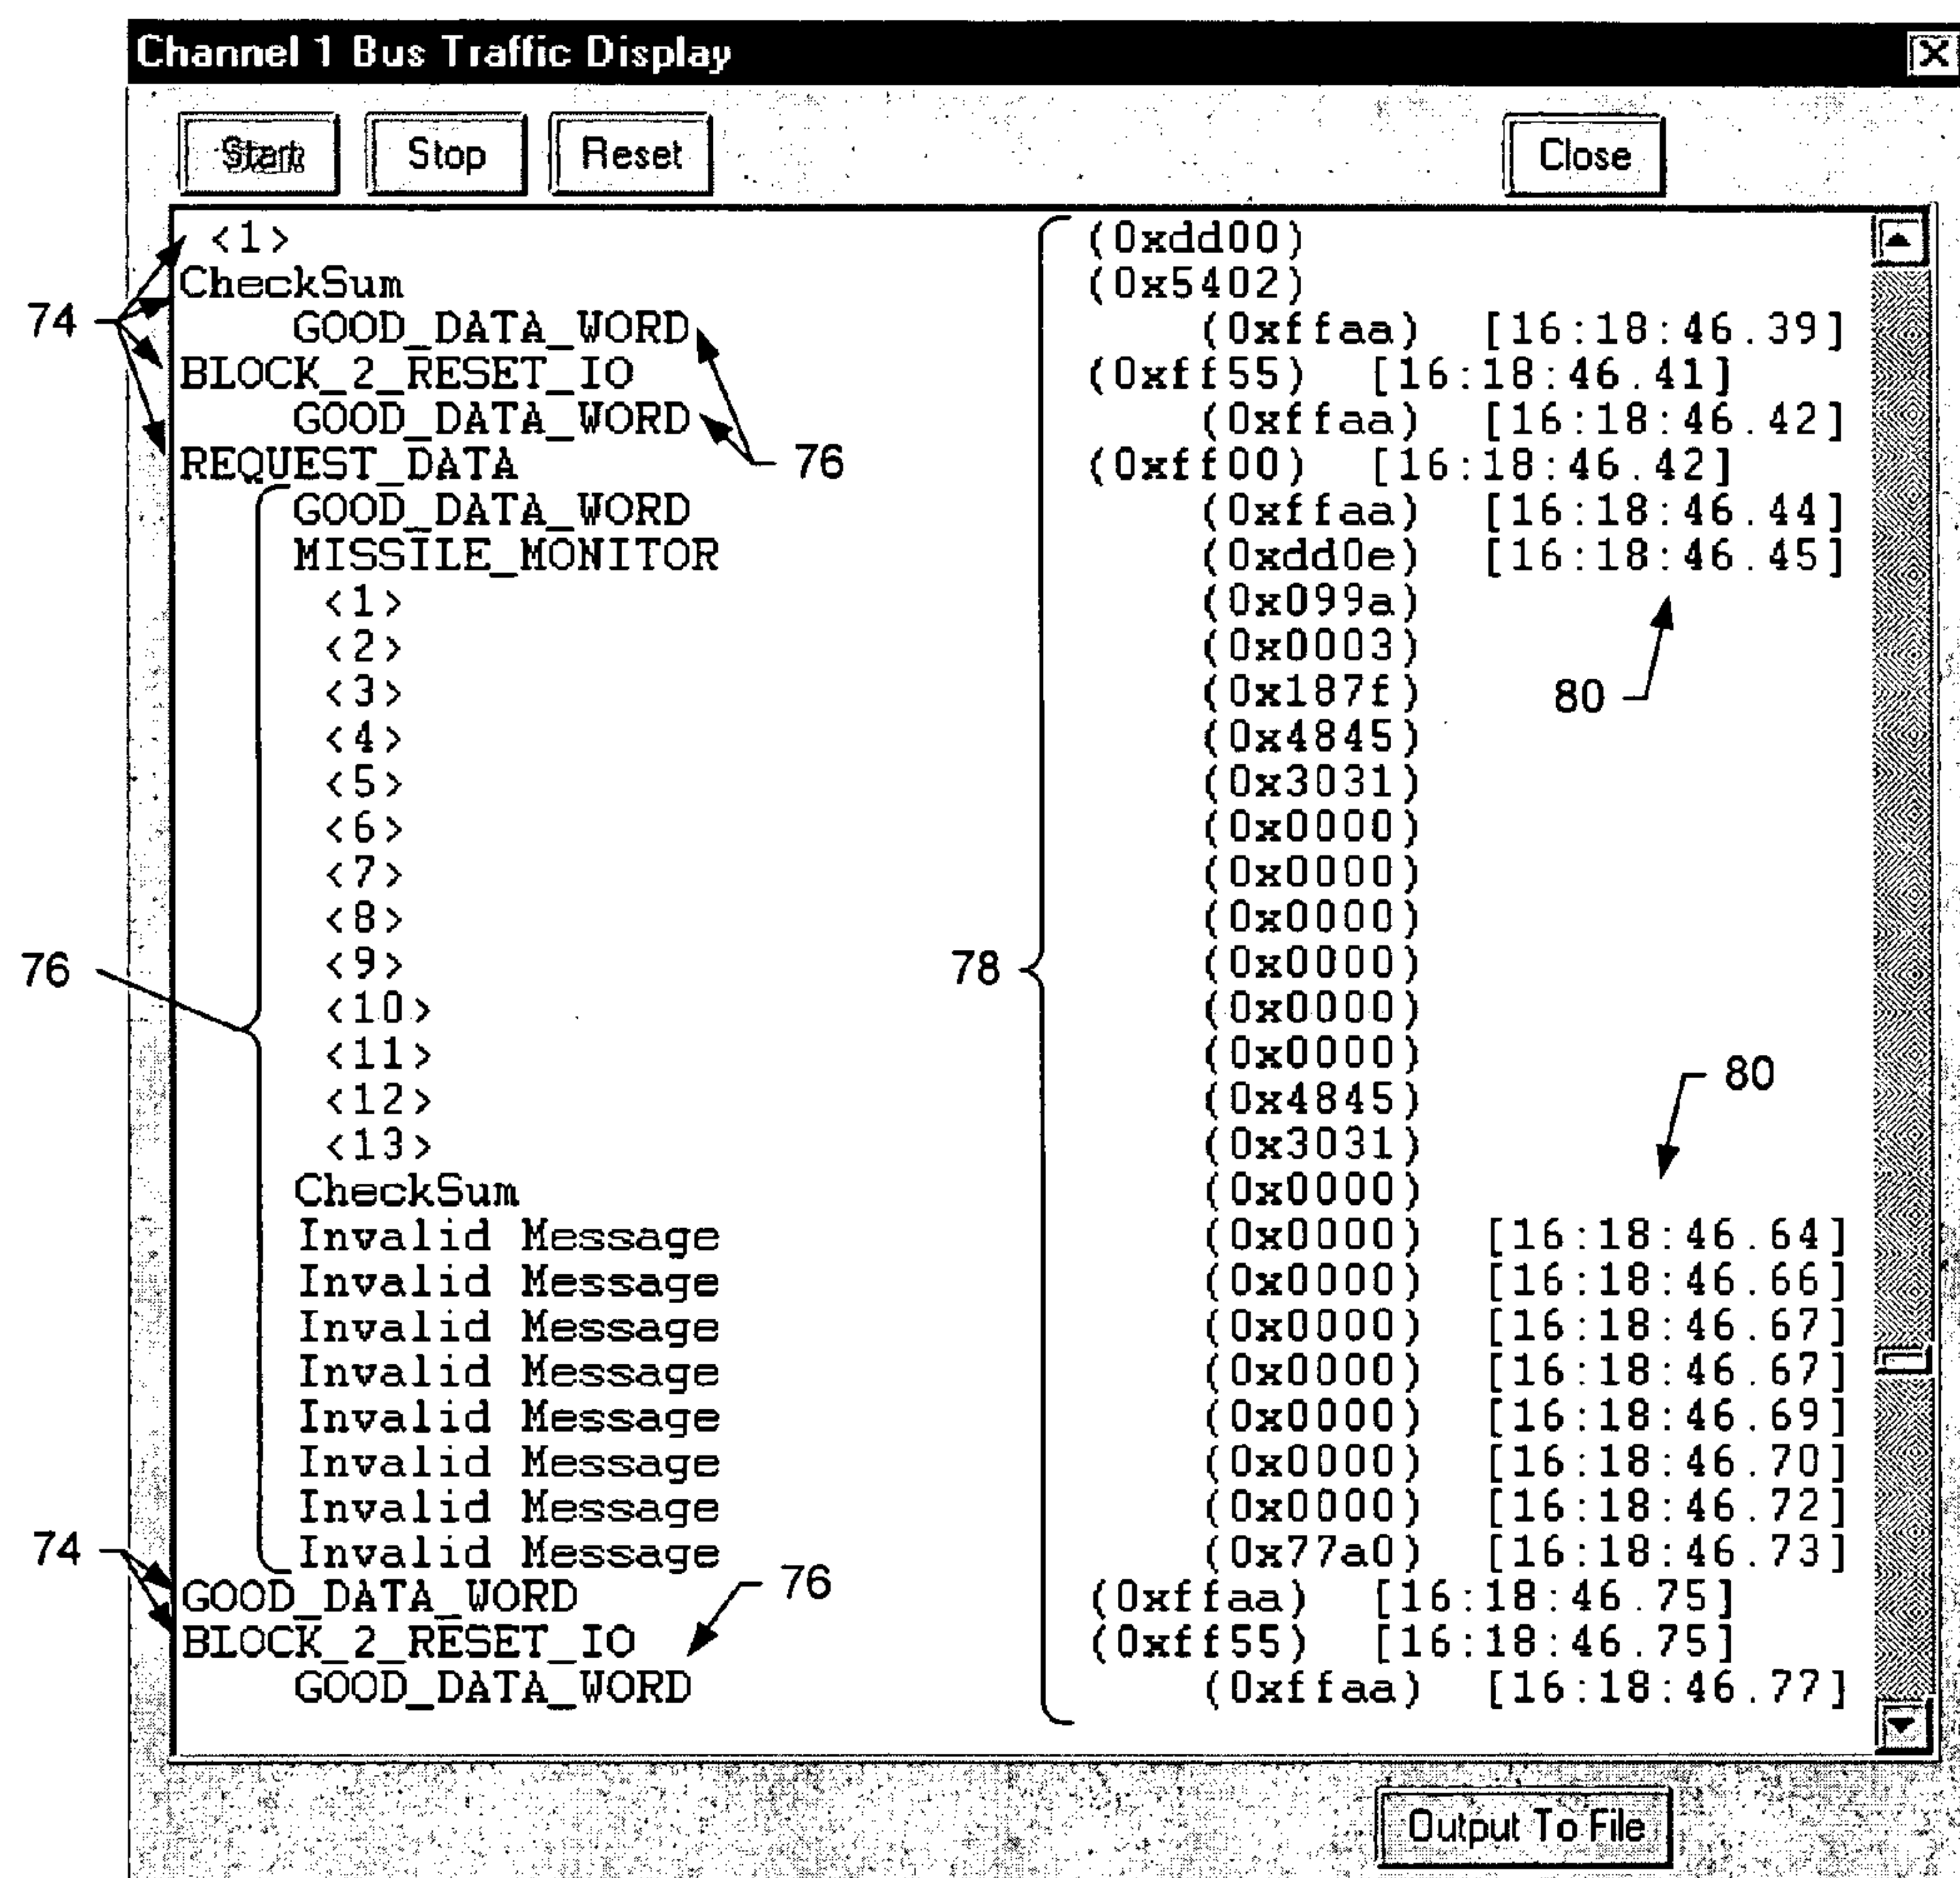 Channel 1 Bus Traffic Display
Start Stop Reset Close
<1> (0xdd00)
CheckSum (0x5402)
74 GOOD_DATA_WORD (0xffaa) [16:18:46.39]
BLOCK_2_RESET_IO (0xff55) [16:18:46.41]
GOOD_DATA_WORD (0xffaa) [16:18:46.42]
REQUEST_DATA 76 (0xff00) [16:18:46.42]
GOOD_DATA_WORD (0xffaa) [16:18:46.44]
MISSILE_MONITOR (0xdd0e) [16:18:46.45]
<1> (0x099a)
<2> (0x0003)
<3> (0x187f) 80
<4> (0x4845)
<5> (0x3031)
<6> (0x0000)
<7> (0x0000)
<8> (0x0000)
76 <9> 78 (0x0000)
<10> (0x0000)
<11> (0x0000) 80
<12> (0x4845)
<13> (0x3031)
CheckSum (0x0000)
Invalid Message (0x0000) [16:18:46.64]
Invalid Message (0x0000) [16:18:46.66]
Invalid Message (0x0000) [16:18:46.67]
Invalid Message (0x0000) [16:18:46.67]
Invalid Message (0x0000) [16:18:46.69]
Invalid Message (0x0000) [16:18:46.70]
Invalid Message (0x0000) [16:18:46.72]
74 Invalid Message (0x77a0) [16:18:46.73]
GOOD_DATA_WORD 76 (0xffaa) [16:18:46.75]
BLOCK_2_RESET_IO (0xff55) [16:18:46.75]
GOOD_DATA_WORD (0xffaa) [16:18:46.77]
Output To File